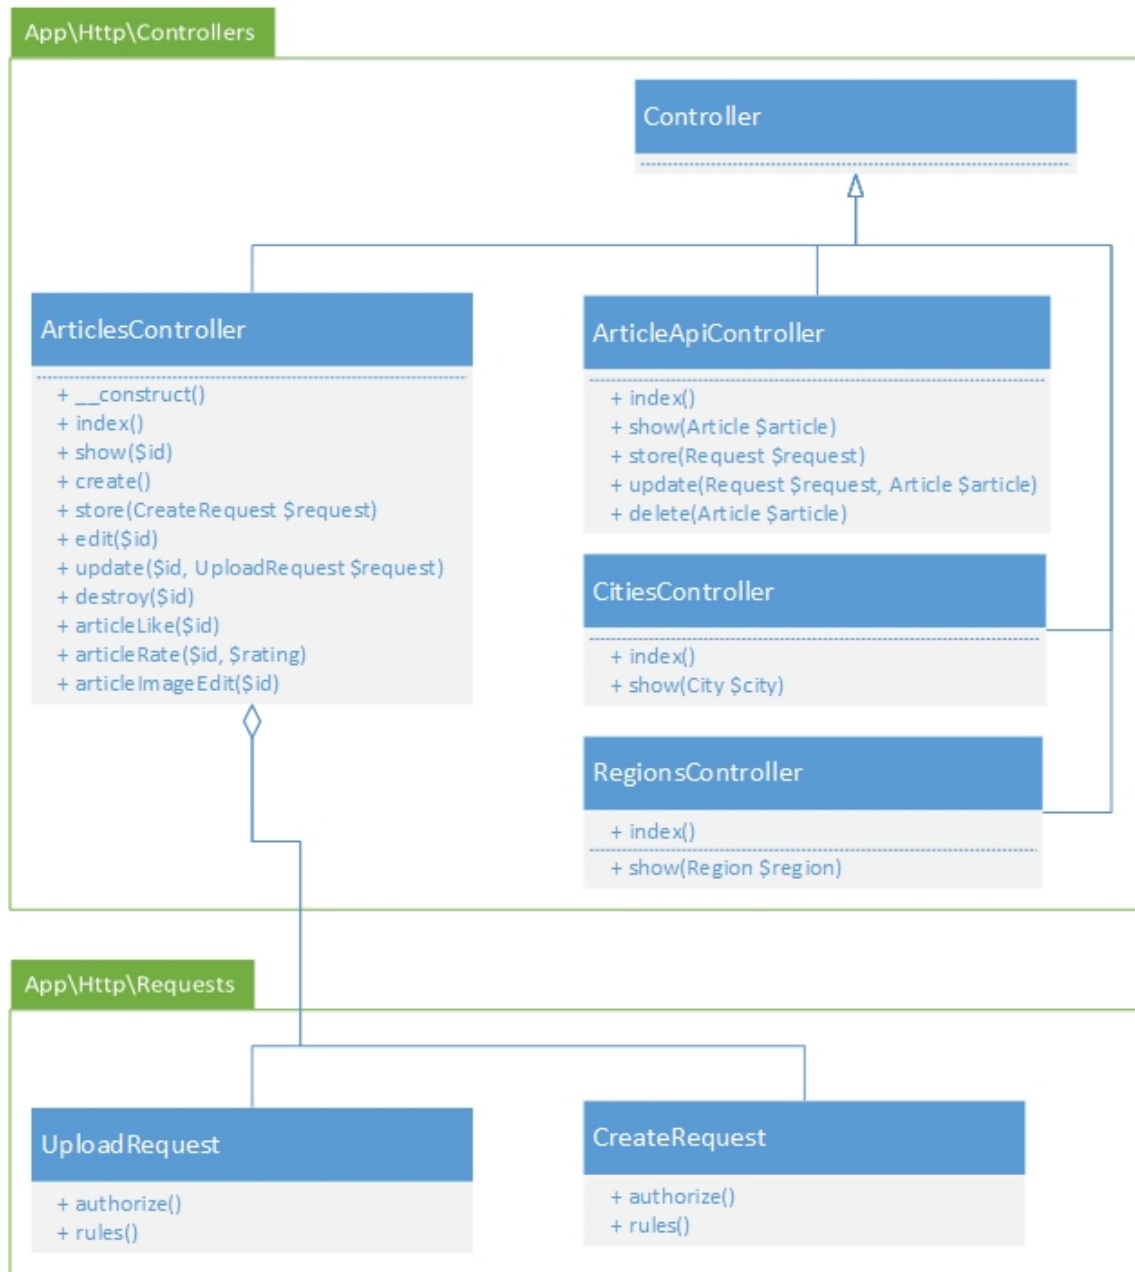 App\Http\Controllers
Controller
ArticlesController
+ __construct()
+ index()
+ show($id)
+ create()
+ store(CreateRequest $request)
+ edit($id)
+ update($id, UploadRequest $request)
+ destroy($id)
+ articleLike($id)
+ articleRate($id, $rating)
+ articleImageEdit($id)
ArticleApiController
+ index()
+ show(Article $article)
+ store(Request $request)
+ update(Request $request, Article $article)
+ delete(Article $article)
CitiesController
+ index()
+ show(City $city)
RegionsController
+ index()
+ show(Region $region)
App\Http\Requests
UploadRequest
+ authorize()
+ rules()
CreateRequest
+ authorize()
+ rules()